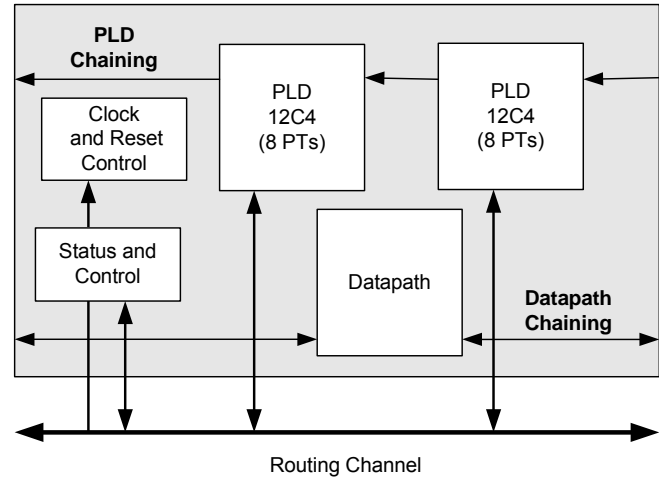 PLD
Chaining
PLD
12C4
(8 PTs)
PLD
12C4
(8 PTs)
Clock
and Reset
Control
Status and
Control
Datapath
Datapath
Chaining
Routing Channel